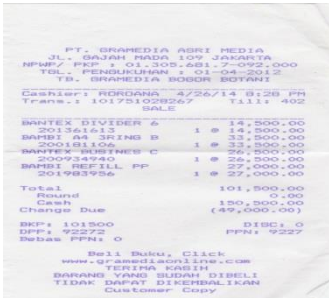 PT. GRAMEDIA ASRI MEDIA
JL. GAJAH MADA 109 JAKARTA
NPWP/ PKP : 01.305.681.7-092.000
TGL. PENGUKUHAN : 01-04-2012
TB. GRAMEDIA BOGOR BOTANI
Cashier: RORDANA 4/26/14 8:28 PM
Trans.: 101751028267 Till: 402
SALE
BANTEX DIVIDER 6 14,500.00
201361613 1 @ 14,500.00
BAMBI A4 3RING B 33,500.00
200181106 1 @ 33,500.00
BANTEX BUSINES C 26,500.00
200934940 1 @ 26,500.00
BAMBI REFILL PP 27,000.00
201983956 1 @ 27,000.00
Total 101,500.00
Round 0.00
Cash 150,500.00
Change Due (49,000.00)
BKP: 101500 DISC: 0
DPP: 92273 PPN: 9227
Bebas PPN: 0
Beli Buku, Click
www.gramediaonline.com
TERIMA KASIH
BARANG YANG SUDAH DIBELI
TIDAK DAPAT DIKEMBALIKAN
Customer Copy